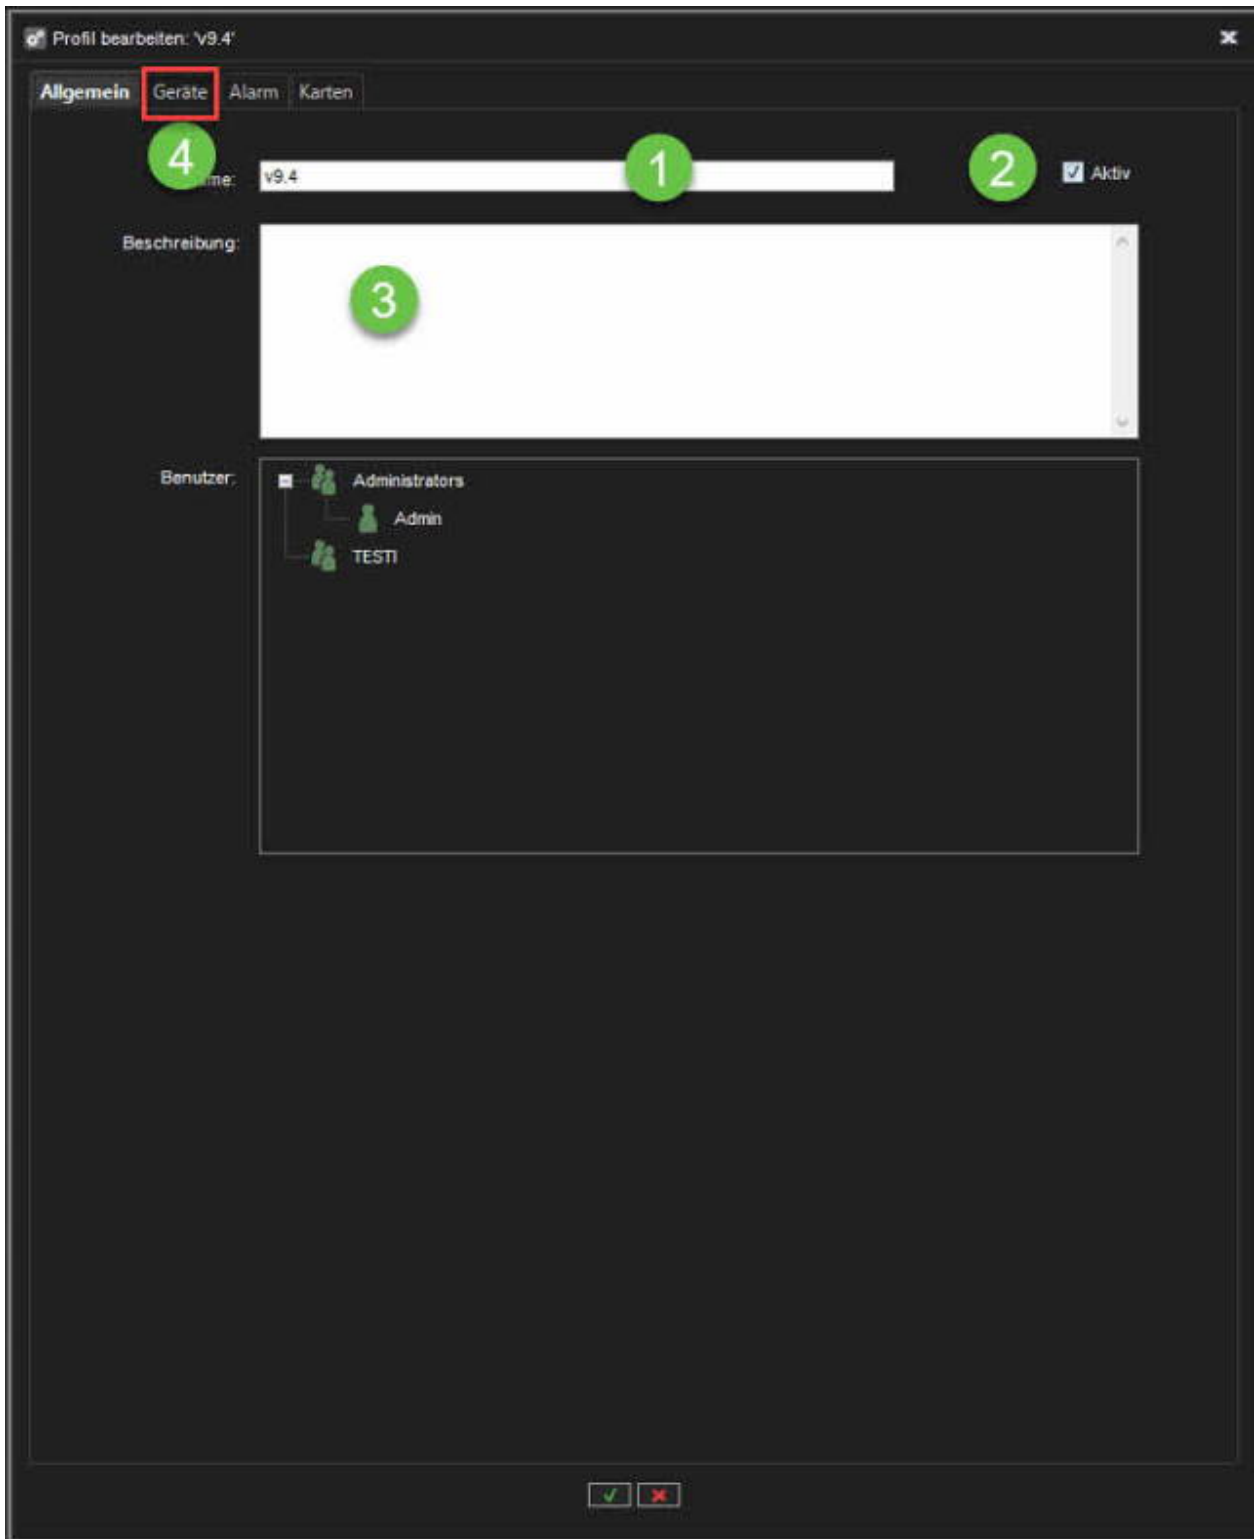 Profil bearbeiten: 'v9.4'
Allgemein Geräte Alarm Karten
4 me: v9.4 1 2 Aktiv
Beschreibung:
3
Benutzer: Administrators
Admin
TESTI